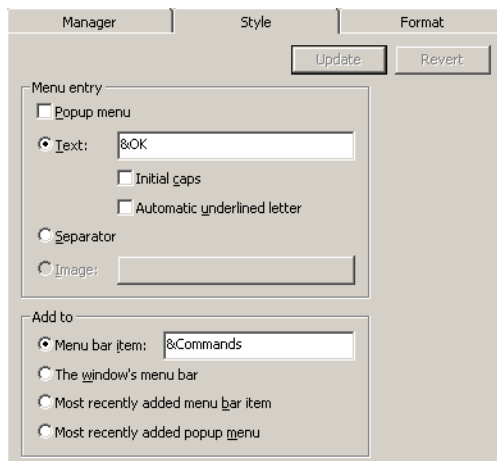 Manager Style Format
Update Revert
Menu entry
Popup menu
Text: &OK
Initial caps
Automatic underlined letter
Separator
Image:
Add to
Menu bar item: &Commands
The window's menu bar
Most recently added menu bar item
Most recently added popup menu